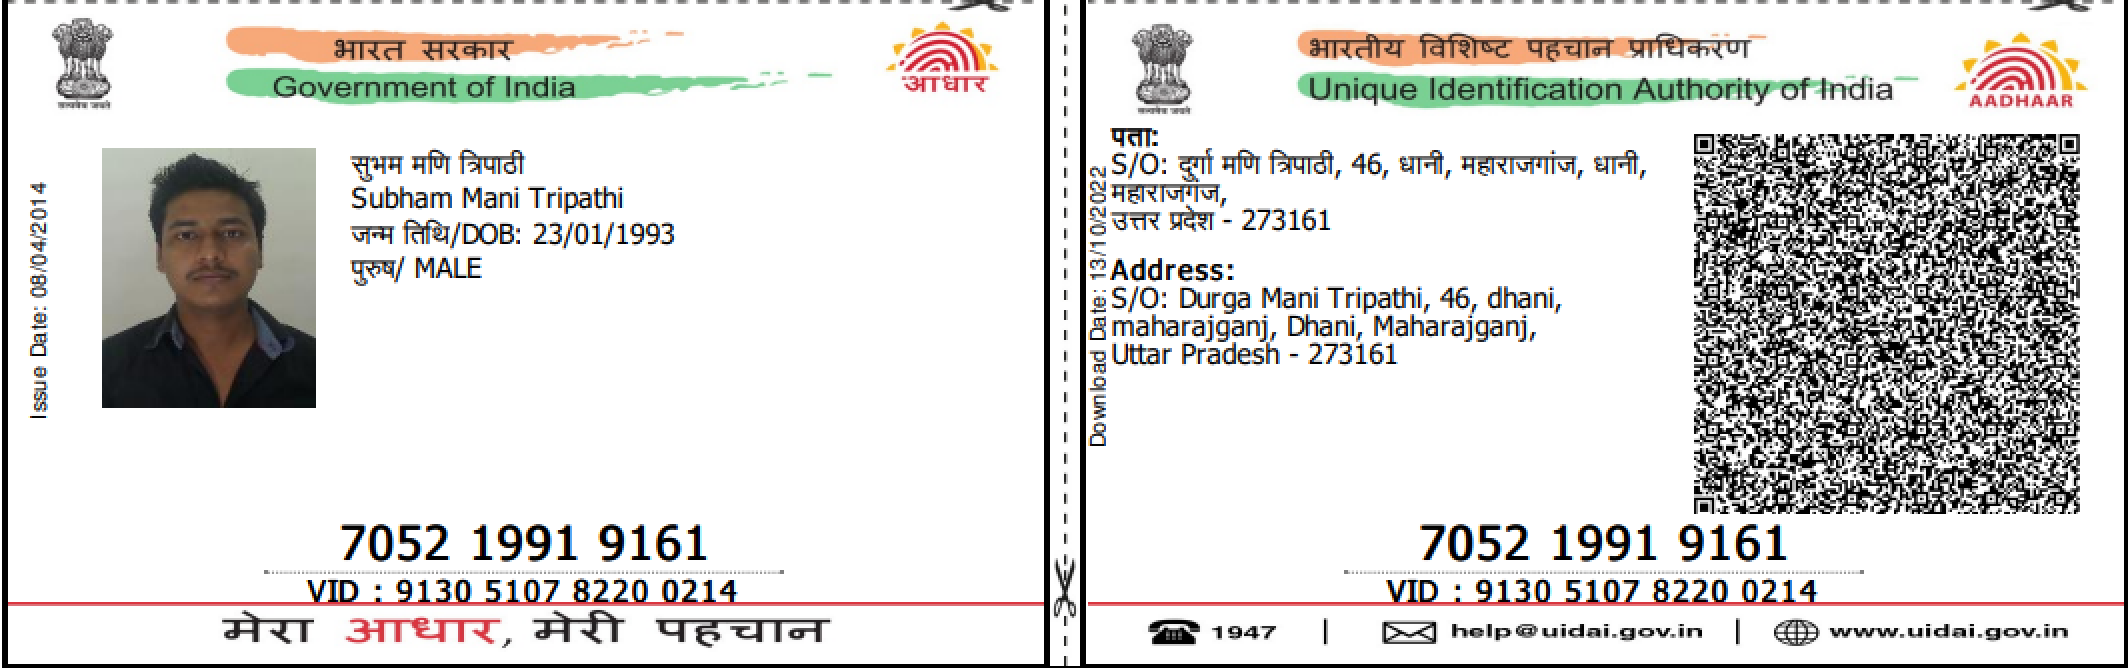 भारत सरकार
Government of India
आधार
सत्यमेव जयते
Issue Date: 08/04/2014
सुभम मणि त्रिपाठी
Subham Mani Tripathi
जन्म तिथि/DOB: 23/01/1993
पुरुष/ MALE
7052 1991 9161
VID : 9130 5107 8220 0214
मेरा आधार, मेरी पहचान
भारतीय विशिष्ट पहचान प्राधिकरण
Unique Identification Authority of India
AADHAAR
सत्यमेव जयते
Download Date: 13/10/2022
पता:
S/O: दुर्गा मणि त्रिपाठी, 46, धानी, महाराजगांज, धानी,
महाराजगंज,
उत्तर प्रदेश - 273161
Address:
S/O: Durga Mani Tripathi, 46, dhani,
maharajganj, Dhani, Maharajganj,
Uttar Pradesh - 273161
7052 1991 9161
VID : 9130 5107 8220 0214
1947 | help@uidai.gov.in | www.uidai.gov.in